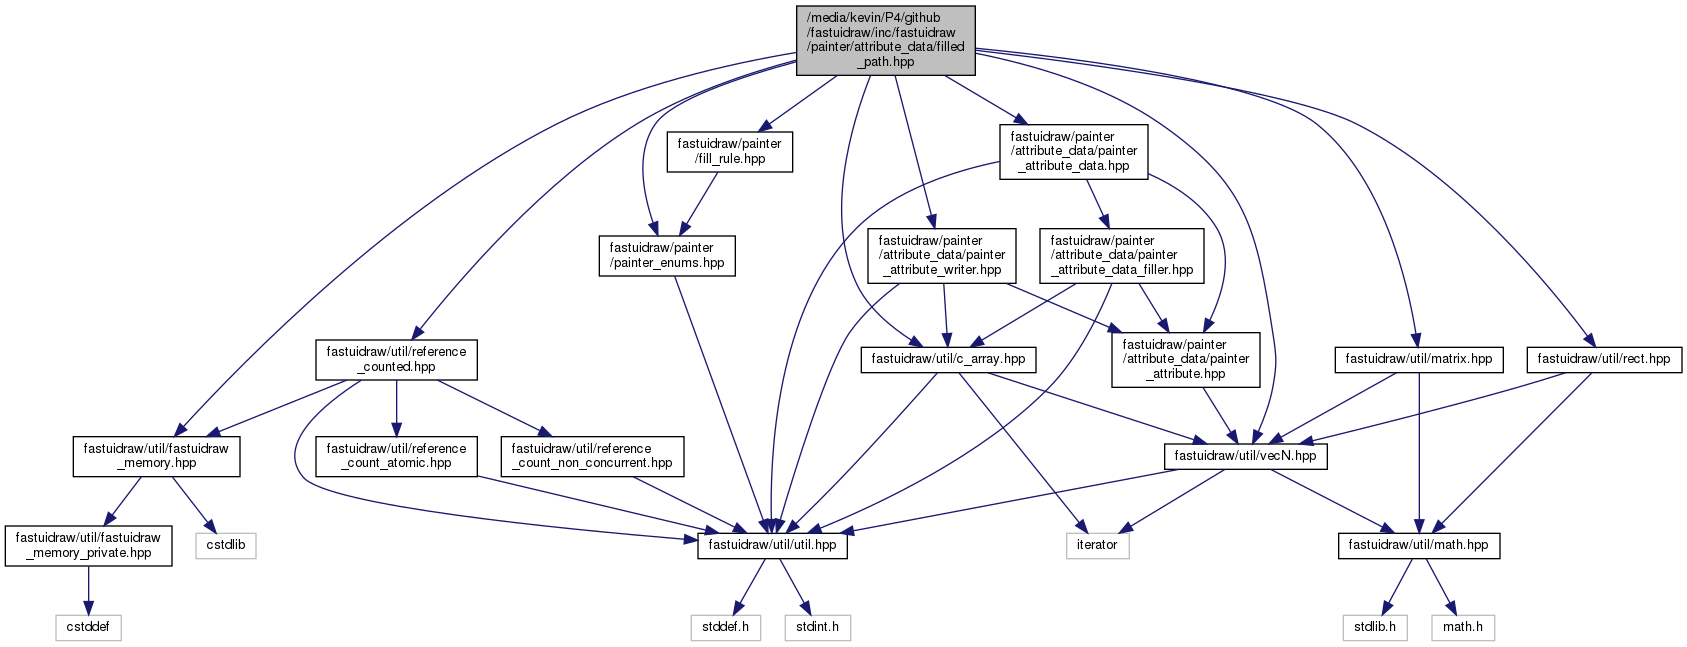 /media/kevin/P4/github
/fastuidraw/inc/fastuidraw
/painter/attribute_data/filled
_path.hpp
fastuidraw/painter
/fill_rule.hpp
fastuidraw/painter
/attribute_data/painter
_attribute_data.hpp
fastuidraw/painter
/painter_enums.hpp
fastuidraw/painter
/attribute_data/painter
_attribute_writer.hpp
fastuidraw/painter
/attribute_data/painter
_attribute_data_filler.hpp
fastuidraw/util/reference
_counted.hpp
fastuidraw/util/c_array.hpp
fastuidraw/painter
/attribute_data/painter
_attribute.hpp
fastuidraw/util/matrix.hpp
fastuidraw/util/rect.hpp
fastuidraw/util/fastuidraw
_memory.hpp
fastuidraw/util/reference
_count_atomic.hpp
fastuidraw/util/reference
_count_non_concurrent.hpp
fastuidraw/util/vecN.hpp
fastuidraw/util/fastuidraw
_memory_private.hpp
cstdlib
fastuidraw/util/util.hpp
iterator
fastuidraw/util/math.hpp
cstddef
stddef.h
stdint.h
stdlib.h
math.h